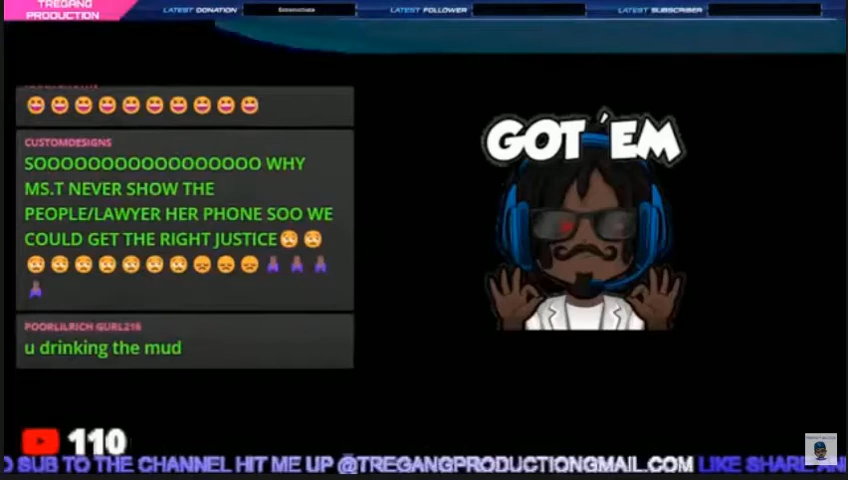 TREGANG
PRODUCTION
LATEST DONATION
LATEST FOLLOWER
LATEST SUBSCRIBER
CUSTOMDESIGNS
SOOOOOOOOOOOOOOOOO WHY
MS.T NEVER SHOW THE
PEOPLE/LAWYER HER PHONE SOO WE
COULD GET THE RIGHT JUSTICE
POORLILRICH GURL216
u drinking the mud
GOT 'EM
110
SUB TO THE CHANNEL HIT ME UP @TREGANGPRODUCTIONGMAIL.COM LIKE SHARE